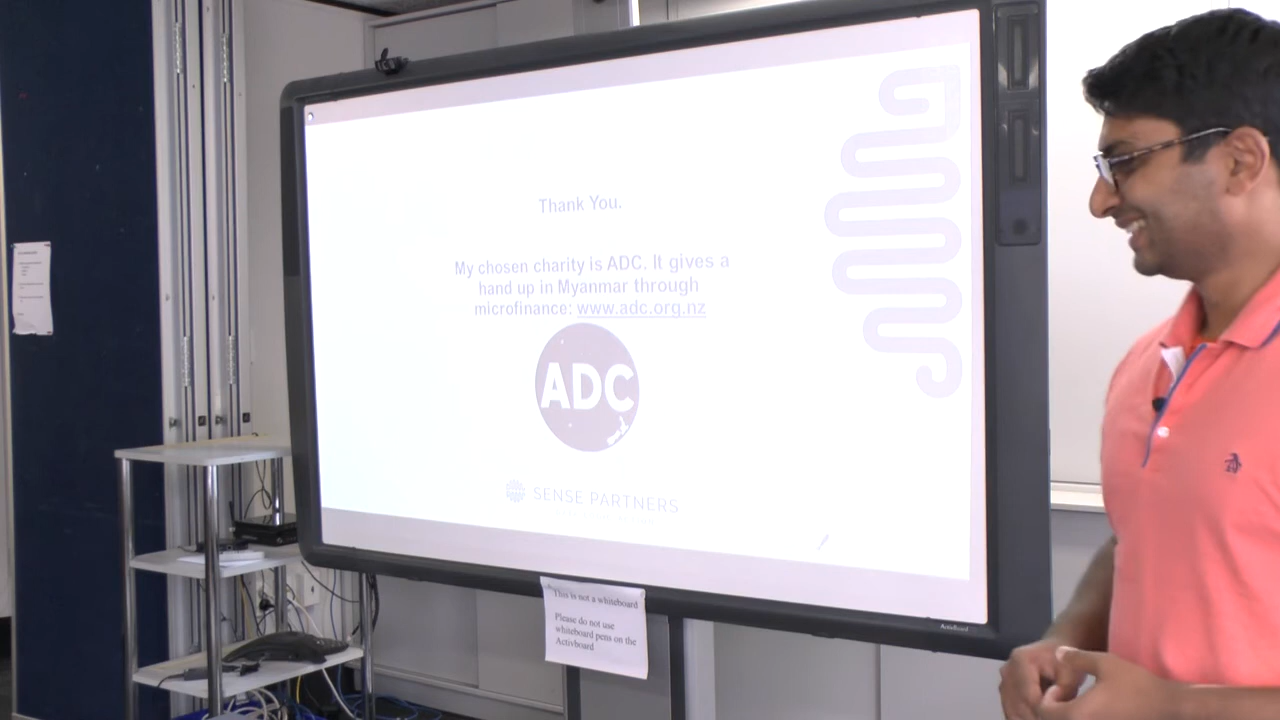 Thank You.
My chosen charity is ADC. It gives a
hand up in Myanmar through
microfinance: www.adc.org.nz
ADC
SENSE PARTNERS
This is not a whiteboard
Please do not use
whiteboard pens on the
Activboard
ActivBoard